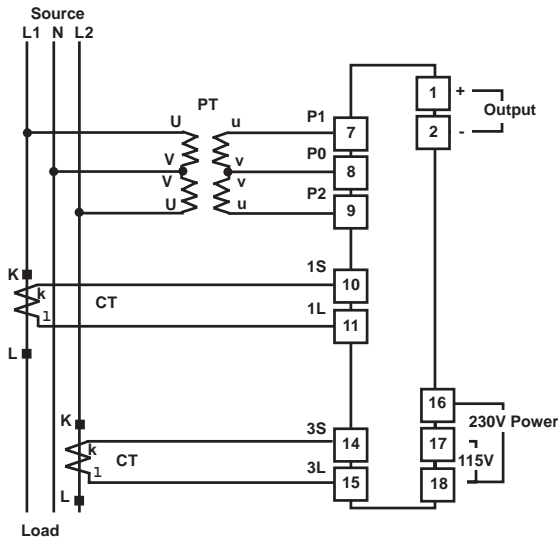 Source
L1 N L2
PT
U
u
P1
7
V
v
P0
8
V
v
P2
9
U
u
1
+
Output
2
-
K
k
CT
l
L
1S
10
1L
11
K
k
CT
l
L
3S
14
3L
15
16
230V Power
17
115V
18
Load